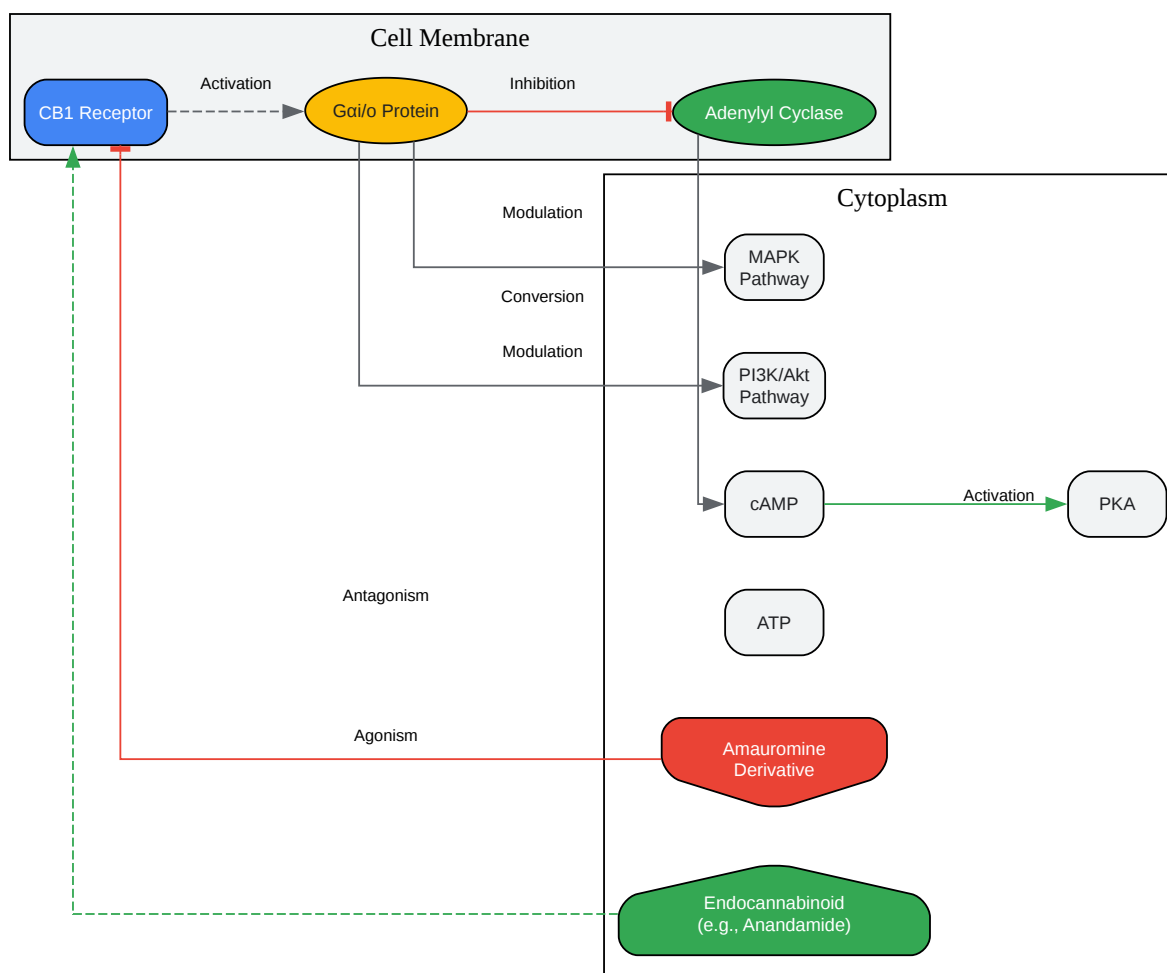 Cell Membrane
Activation
Inhibition
CB1 Receptor
Gαi/o Protein
Adenylyl Cyclase
Cytoplasm
Modulation
MAPK
Pathway
Conversion
Modulation
PI3K/Akt
Pathway
cAMP
Activation
PKA
Antagonism
ATP
Agonism
Amauromine
Derivative
Endocannabinoid
(e.g., Anandamide)